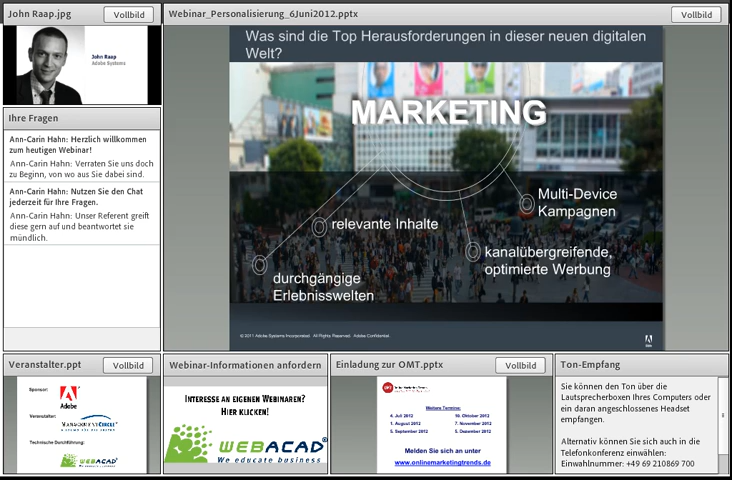 John Raap.jpg
Vollbild
John Raap
Adobe Systems
Ihre Fragen
Ann-Carin Hahn: Herzlich willkommen
zum heutigen Webinar!
Ann-Carin Hahn: Verraten Sie uns doch
zu Beginn, von wo aus Sie dabei sind.
Ann-Carin Hahn: Nutzen Sie den Chat
jederzeit für Ihre Fragen.
Ann-Carin Hahn: Unser Referent greift
diese gern auf und beantwortet sie
mündlich.
Webinar_Personalisierung_6Juni2012.pptx
Vollbild
Was sind die Top Herausforderungen in dieser neuen digitalen
Welt?
MARKETING
Multi-Device
Kampagnen
relevante Inhalte
kanalübergreifende,
optimierte Werbung
durchgängige
Erlebniswelten
© 2011 Adobe Systems Incorporated. All Rights Reserved. Adobe Confidential.
Veranstalter.ppt
Vollbild
Sponsor:
Adobe
Veranstalter:
MANAGEMENTCIRCLE
Technische Durchführung:
WEBACAD
Webinar-Informationen anfordern
INTERESSE AN EIGENEN WEBINAREN?
HIER KLICKEN!
WEBACAD
We educate business
Einladung zur OMT.pptx
Vollbild
Weitere Termine:
4. Juli 2012
10. Oktober 2012
1. August 2012
7. November 2012
5. September 2012
5. Dezember 2012
Melden Sie sich an unter
www.onlinemarketingtrends.de
Ton-Empfang
Sie können den Ton über die
Lautsprecherboxen Ihres Computers oder
ein daran angeschlossenes Headset
empfangen.
Alternativ können Sie sich auch in die
Telefonkonferenz einwählen:
Einwahlnummer: +49 69 210869 700